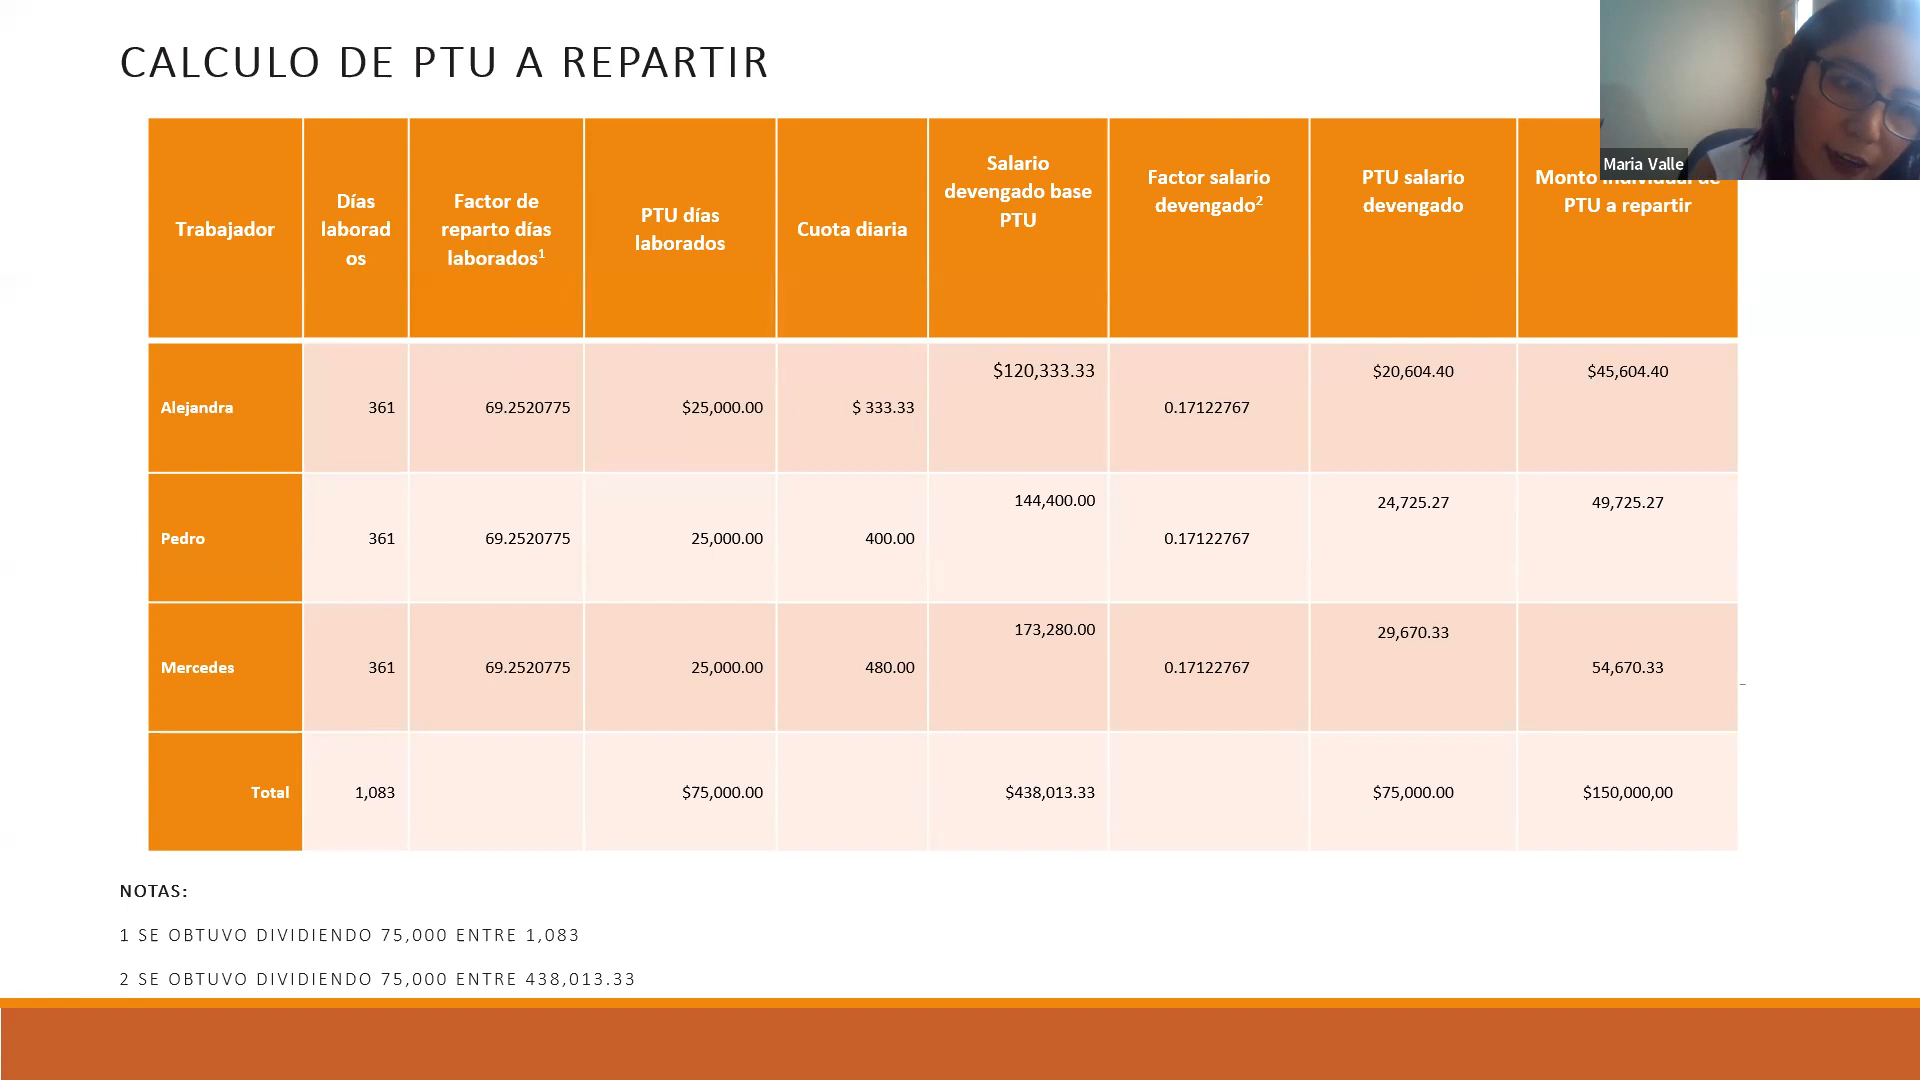 CALCULO DE PTU A REPARTIR
Maria Valle
Trabajador
Días
laborad
os
Factor de
reparto días
laborados1
PTU días
laborados
Cuota diaria
Salario
devengado base
PTU
Factor salario
devengado2
PTU salario
devengado
Monto individual de
PTU a repartir
Alejandra 361 69.2520775 $25,000.00 $ 333.33 $120,333.33 0.17122767 $20,604.40 $45,604.40
Pedro 361 69.2520775 25,000.00 400.00 144,400.00 0.17122767 24,725.27 49,725.27
Mercedes 361 69.2520775 25,000.00 480.00 173,280.00 0.17122767 29,670.33 54,670.33
Total 1,083 $75,000.00 $438,013.33 $75,000.00 $150,000,00
NOTAS:
1 SE OBTUVO DIVIDIENDO 75,000 ENTRE 1,083
2 SE OBTUVO DIVIDIENDO 75,000 ENTRE 438,013.33